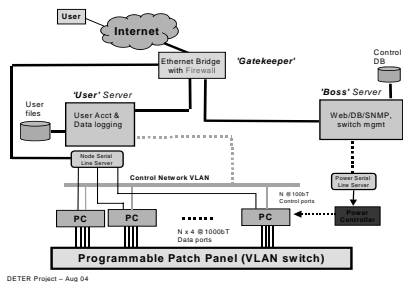 User
Internet
Ethernet Bridge
with Firewall
'Gatekeeper'
Control
DB
'User' Server
'Boss' Server
User
files
User Acct &
Data logging
Web/DB/SNMP,
switch mgmt
Node Serial
Line Server
Control Network VLAN
Power Serial
Line Server
N @100bT
Control ports
PC
PC
PC
Power
Controller
N x 4 @1000bT
Data ports
Programmable Patch Panel (VLAN switch)
DETER Project – Aug 04